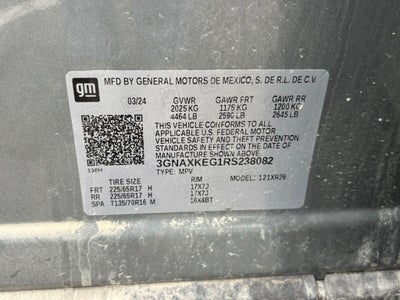 gm
MFD BY GENERAL MOTORS DE MEXICO, S. DE R.L. DE C.V.
03/24 GVWR GAWR FRT GAWR RR
2025 KG 1175 KG 1200 KG
4464 LB 2590 LB 2645 LB
THIS VEHICLE CONFORMS TO ALL
APPLICABLE U.S. FEDERAL MOTOR
VEHICLE SAFETY AND THEFT PREVENTION
STANDARDS IN EFFECT ON THE DATE OF
MANUFACTURE SHOWN ABOVE.
3GNAXKEG1RS238082
TYPE: MPV
TIRE SIZE RIM MODEL: 1XR26
FRT 225/65R17 H 17X7J
RR 225/65R17 H 17X7J
SPA T135/70R16 M 16X4BT